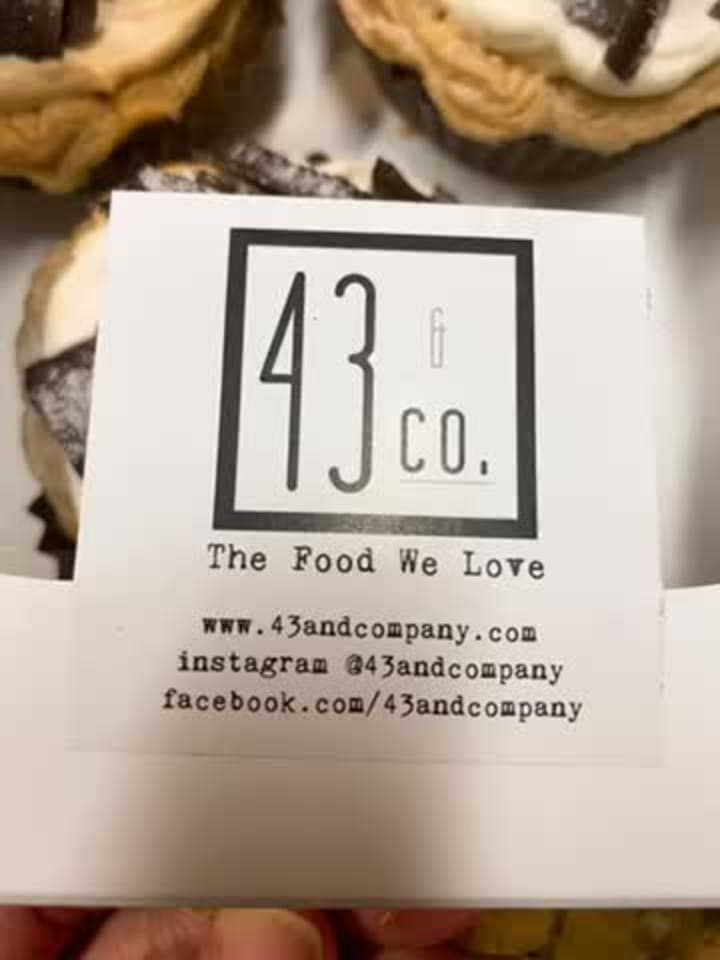 43 &
CO.
The Food We Love
www.43andcompany.com
instagram @43andcompany
facebook.com/43andcompany